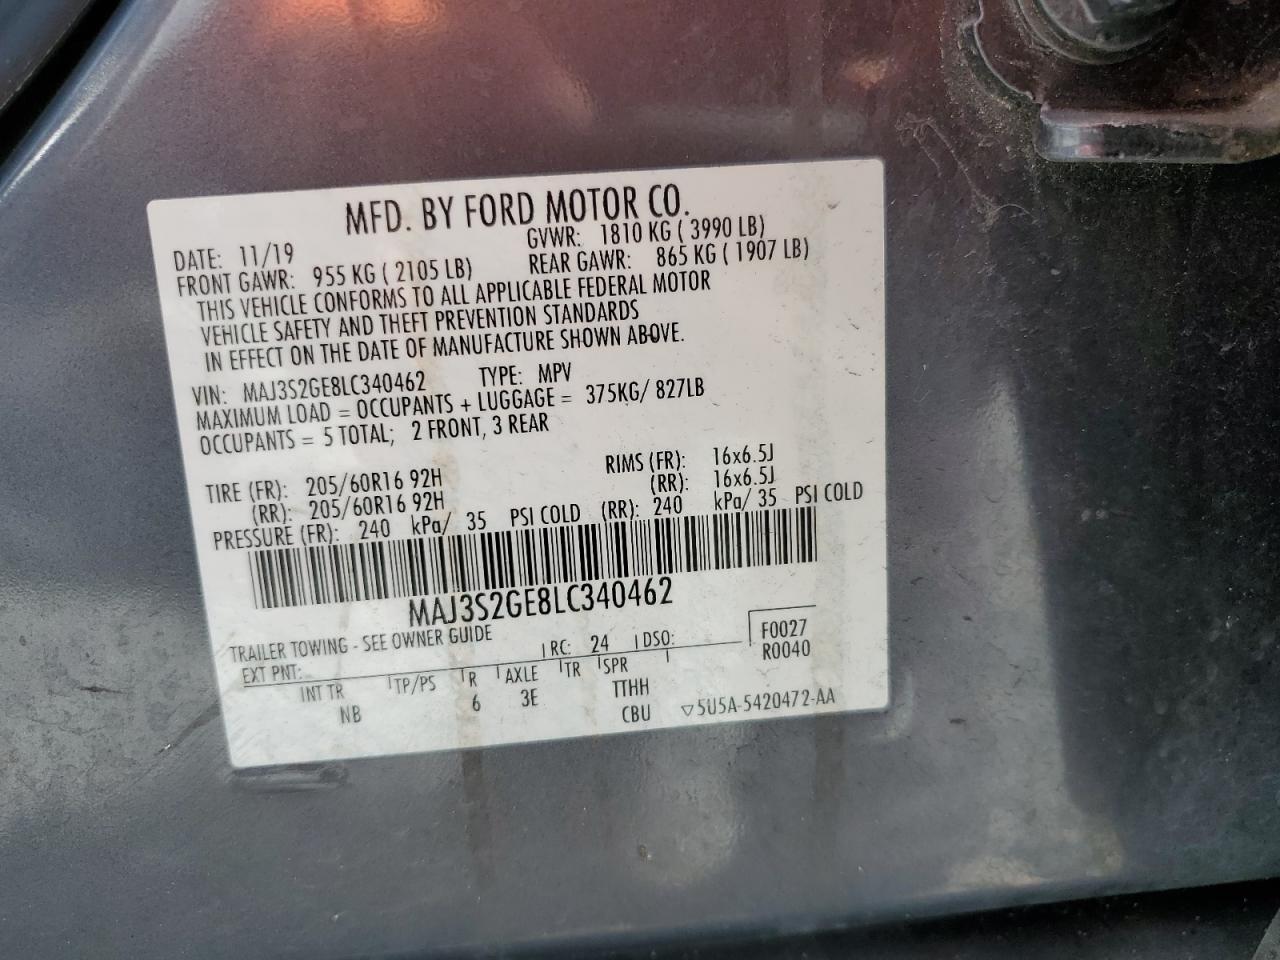 MFD. BY FORD MOTOR CO.
DATE: 11/19 GVWR: 1810 KG ( 3990 LB)
FRONT GAWR: 955 KG ( 2105 LB) REAR GAWR: 865 KG ( 1907 LB)
THIS VEHICLE CONFORMS TO ALL APPLICABLE FEDERAL MOTOR
VEHICLE SAFETY AND THEFT PREVENTION STANDARDS
IN EFFECT ON THE DATE OF MANUFACTURE SHOWN ABOVE.
VIN: MAJ3S2GE8LC340462 TYPE: MPV
MAXIMUM LOAD = OCCUPANTS + LUGGAGE = 375KG/ 827LB
OCCUPANTS = 5 TOTAL; 2 FRONT, 3 REAR
TIRE (FR): 205/60R16 92H RIMS (FR): 16x6.5J
(RR): 205/60R16 92H (RR): 16x6.5J
PRESSURE (FR): 240 kPa/ 35 PSI COLD (RR): 240 kPa/ 35 PSI COLD
MAJ3S2GE8LC340462
TRAILER TOWING - SEE OWNER GUIDE
EXT PNT: RC: 24 DSO: F0027
R0040
INT TR TP/PS R AXLE TR SPR
NB 6 3E TTHH
CBU ▽5U5A-5420472-AA